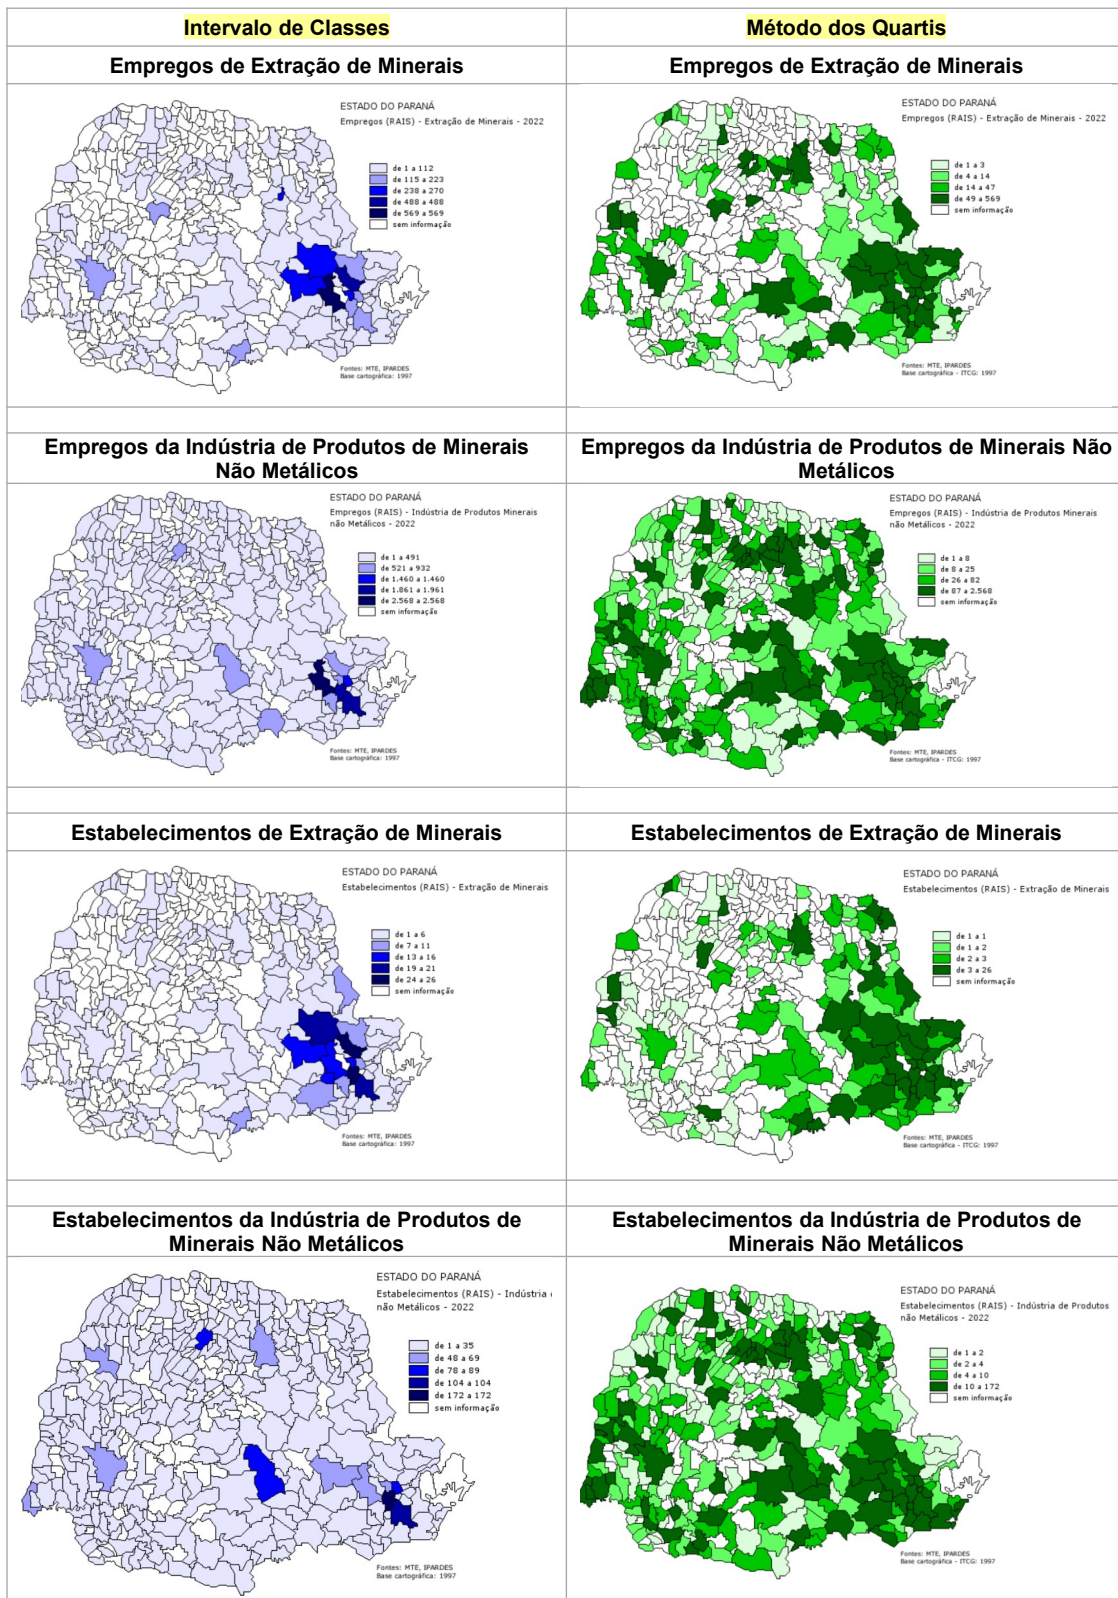 Intervalo de Classes
Método dos Quartis
Empregos de Extração de Minerais
Empregos de Extração de Minerais
ESTADO DO PARANÁ
Empregos (RAIS) - Extração de Minerais - 2022
de 1 a 112
de 115 a 223
de 238 a 270
de 488 a 488
de 569 a 569
sem informação
Fontes: MTE, IPARDES
Base cartográfica: 1997
ESTADO DO PARANÁ
Empregos (RAIS) - Extração de Minerais - 2022
de 1 a 3
de 4 a 14
de 14 a 47
de 49 a 569
sem informação
Fontes: MTE, IPARDES
Base cartográfica - ITCG: 1997
Empregos da Indústria de Produtos de Minerais
Não Metálicos
Empregos da Indústria de Produtos de Minerais Não
Metálicos
ESTADO DO PARANÁ
Empregos (RAIS) - Indústria de Produtos Minerais
não Metálicos - 2022
de 1 a 491
de 521 a 932
de 1.460 a 1.460
de 1.861 a 1.961
de 2.568 a 2.568
sem informação
Fontes: MTE, IPARDES
Base cartográfica: 1997
ESTADO DO PARANÁ
Empregos (RAIS) - Indústria de Produtos Minerais
não Metálicos - 2022
de 1 a 8
de 8 a 25
de 26 a 82
de 87 a 2.568
sem informação
Fontes: MTE, IPARDES
Base cartográfica - ITCG: 1997
Estabelecimentos de Extração de Minerais
Estabelecimentos de Extração de Minerais
ESTADO DO PARANÁ
Estabelecimentos (RAIS) - Extração de Minerais
de 1 a 6
de 7 a 11
de 13 a 16
de 19 a 21
de 24 a 26
sem informação
Fontes: MTE, IPARDES
Base cartográfica: 1997
ESTADO DO PARANÁ
Estabelecimentos (RAIS) - Extração de Minerais
de 1 a 1
de 1 a 2
de 2 a 3
de 3 a 26
sem informação
Fontes: MTE, IPARDES
Base cartográfica - ITCG: 1997
Estabelecimentos da Indústria de Produtos de
Minerais Não Metálicos
Estabelecimentos da Indústria de Produtos de
Minerais Não Metálicos
ESTADO DO PARANÁ
Estabelecimentos (RAIS) - Indústria
não Metálicos - 2022
de 1 a 35
de 48 a 69
de 78 a 89
de 104 a 104
de 172 a 172
sem informação
Fontes: MTE, IPARDES
Base cartográfica: 1997
ESTADO DO PARANÁ
Estabelecimentos (RAIS) - Indústria de Produtos
não Metálicos - 2022
de 1 a 2
de 2 a 4
de 4 a 10
de 10 a 172
sem informação
Fontes: MTE, IPARDES
Base cartográfica - ITCG: 1997